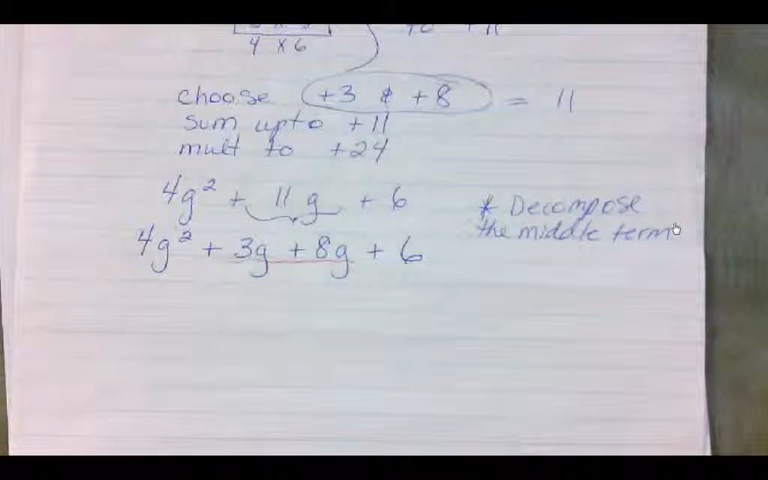 4 x 6
choose +3 & +8 = 11
sum upto +11
mult to +24
4g² + 11g + 6
* Decompose
the middle term
4g² + 3g + 8g + 6